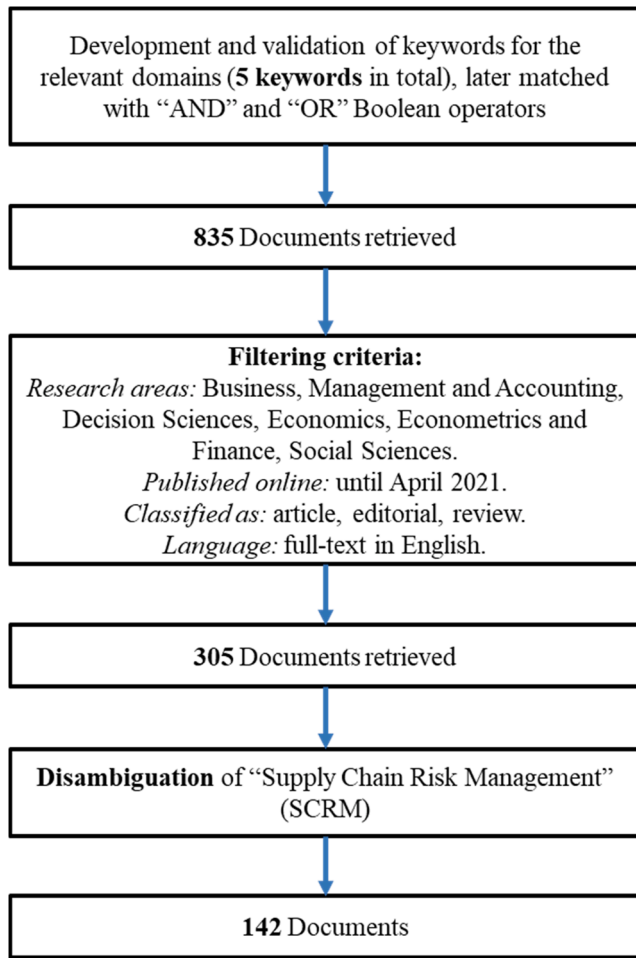 Development and validation of keywords for the
relevant domains (5 keywords in total), later matched
with “AND” and “OR” Boolean operators
835 Documents retrieved
Filtering criteria:
Research areas: Business, Management and Accounting,
Decision Sciences, Economics, Econometrics and
Finance, Social Sciences.
Published online: until April 2021.
Classified as: article, editorial, review.
Language: full-text in English.
305 Documents retrieved
Disambiguation of “Supply Chain Risk Management”
(SCRM)
142 Documents